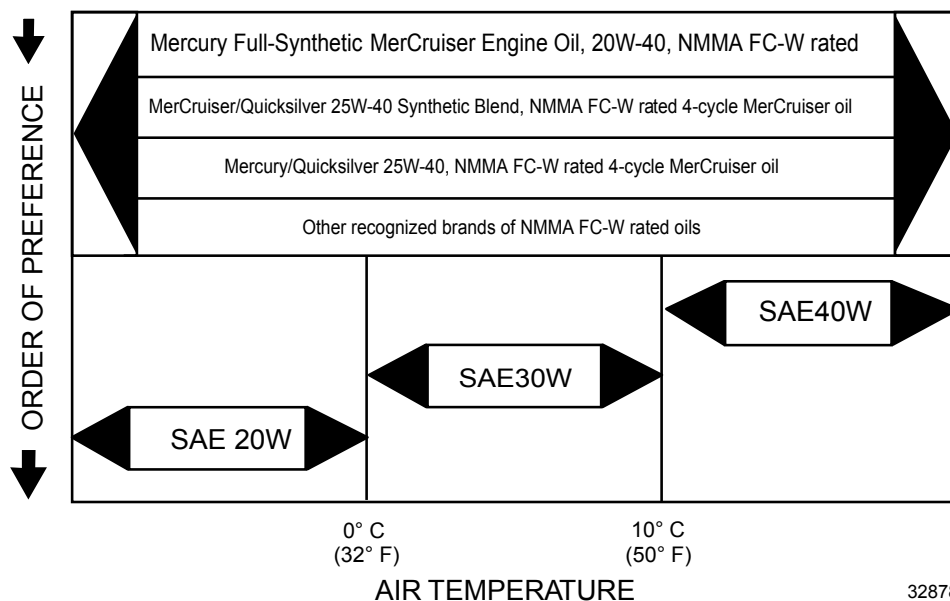 ORDER OF PREFERENCE
Mercury Full-Synthetic MerCruiser Engine Oil, 20W-40, NMMA FC-W rated
MerCruiser/Quicksilver 25W-40 Synthetic Blend, NMMA FC-W rated 4-cycle MerCruiser oil
Mercury/Quicksilver 25W-40, NMMA FC-W rated 4-cycle MerCruiser oil
Other recognized brands of NMMA FC-W rated oils
SAE40W
SAE30W
SAE 20W
0° C
(32° F)
10° C
(50° F)
AIR TEMPERATURE